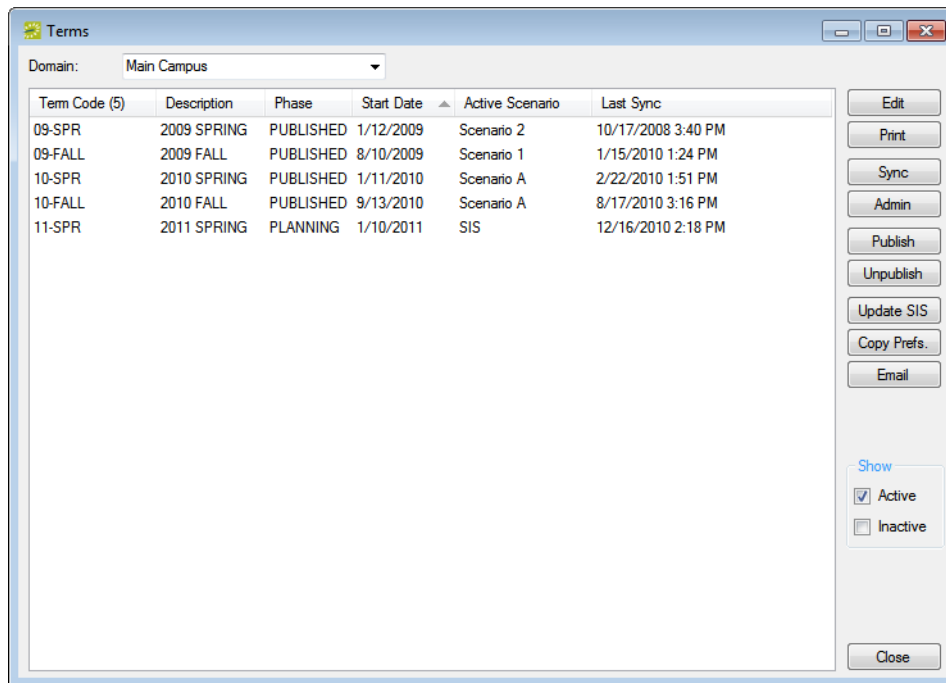 Terms
Domain: Main Campus
Term Code (5) Description Phase Start Date Active Scenario Last Sync
09-SPR 2009 SPRING PUBLISHED 1/12/2009 Scenario 2 10/17/2008 3:40 PM
09-FALL 2009 FALL PUBLISHED 8/10/2009 Scenario 1 1/15/2010 1:24 PM
10-SPR 2010 SPRING PUBLISHED 1/11/2010 Scenario A 2/22/2010 1:51 PM
10-FALL 2010 FALL PUBLISHED 9/13/2010 Scenario A 8/17/2010 3:16 PM
11-SPR 2011 SPRING PLANNING 1/10/2011 SIS 12/16/2010 2:18 PM
Edit
Print
Sync
Admin
Publish
Unpublish
Update SIS
Copy Prefs.
Email
Show
Active
Inactive
Close